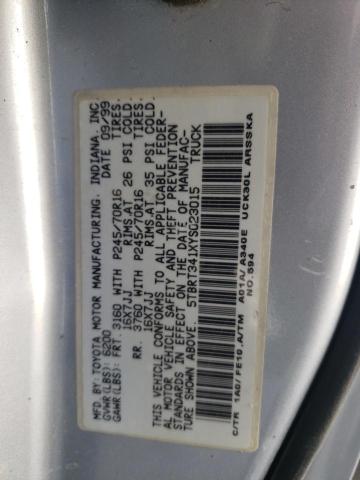 MFD. BY: TOYOTA MOTOR MANUFACTURING, INDIANA, INC
GVWR(LBS): 6200 DATE 09/99
GAWR(LBS): FRT. 3160 WITH P245/70R16 TIRES.
16X7JJ RIMS.AT 26 PSI COLD.
RR. 3760 WITH P245/70R16 TIRES.
16X7JJ RIMS.AT 35 PSI COLD.
THIS VEHICLE CONFORMS TO ALL APPLICABLE FEDER-
AL MOTOR VEHICLE SAFETY AND THEFT PREVENTION
STANDARDS IN EFFECT ON THE DATE OF MANUFAC-
TURE SHOWN ABOVE. 5TBRT341XYS023015 TRUCK
C/TR 1A0/FE10.A/TM A01A/A340E UCK30L ARSSKA
NO.594